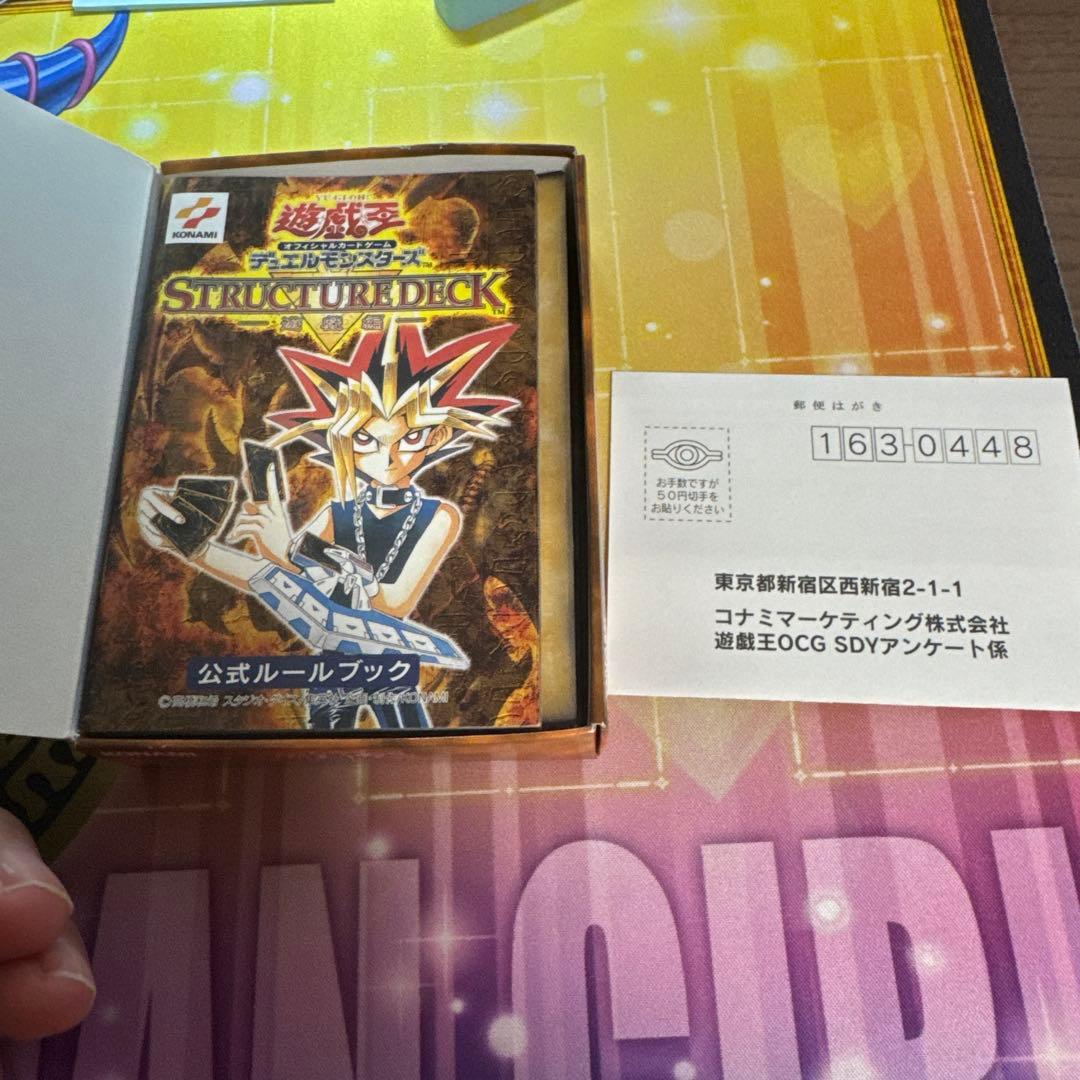 KONAMI
YU-GI-OH!
遊戯王
オフィシャルカードゲーム
デュエルモンスターズ™
STRUCTURE DECK™
遊戯編
公式ルールブック
郵便はがき
163-0448
お手数ですが
50円切手を
お貼りください
東京都新宿区西新宿2-1-1
コナミマーケティング株式会社
遊戯王OCG SDYアンケート係